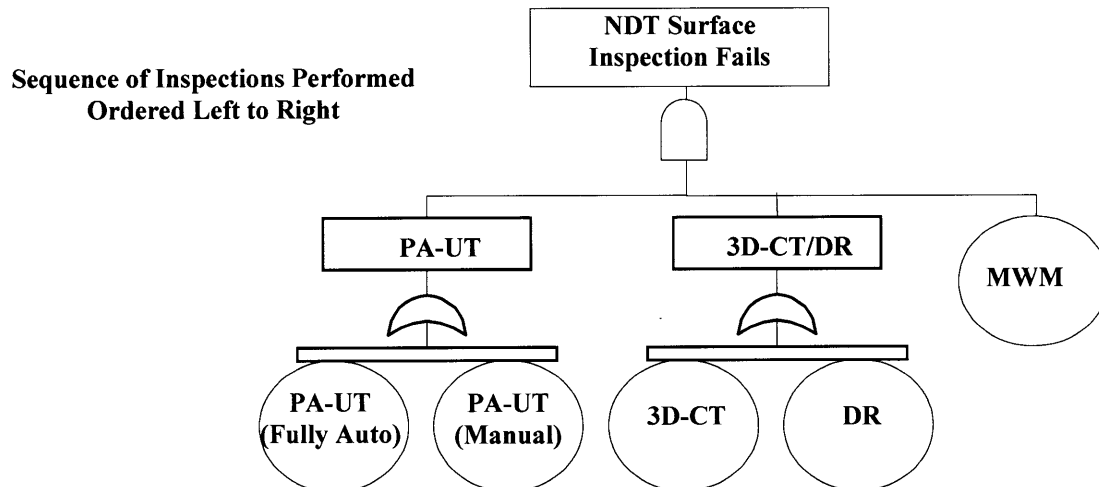 NDT Surface
Inspection Fails
Sequence of Inspections Performed
Ordered Left to Right
PA-UT
3D-CT/DR
MWM
PA-UT
(Fully Auto)
PA-UT
(Manual)
3D-CT
DR